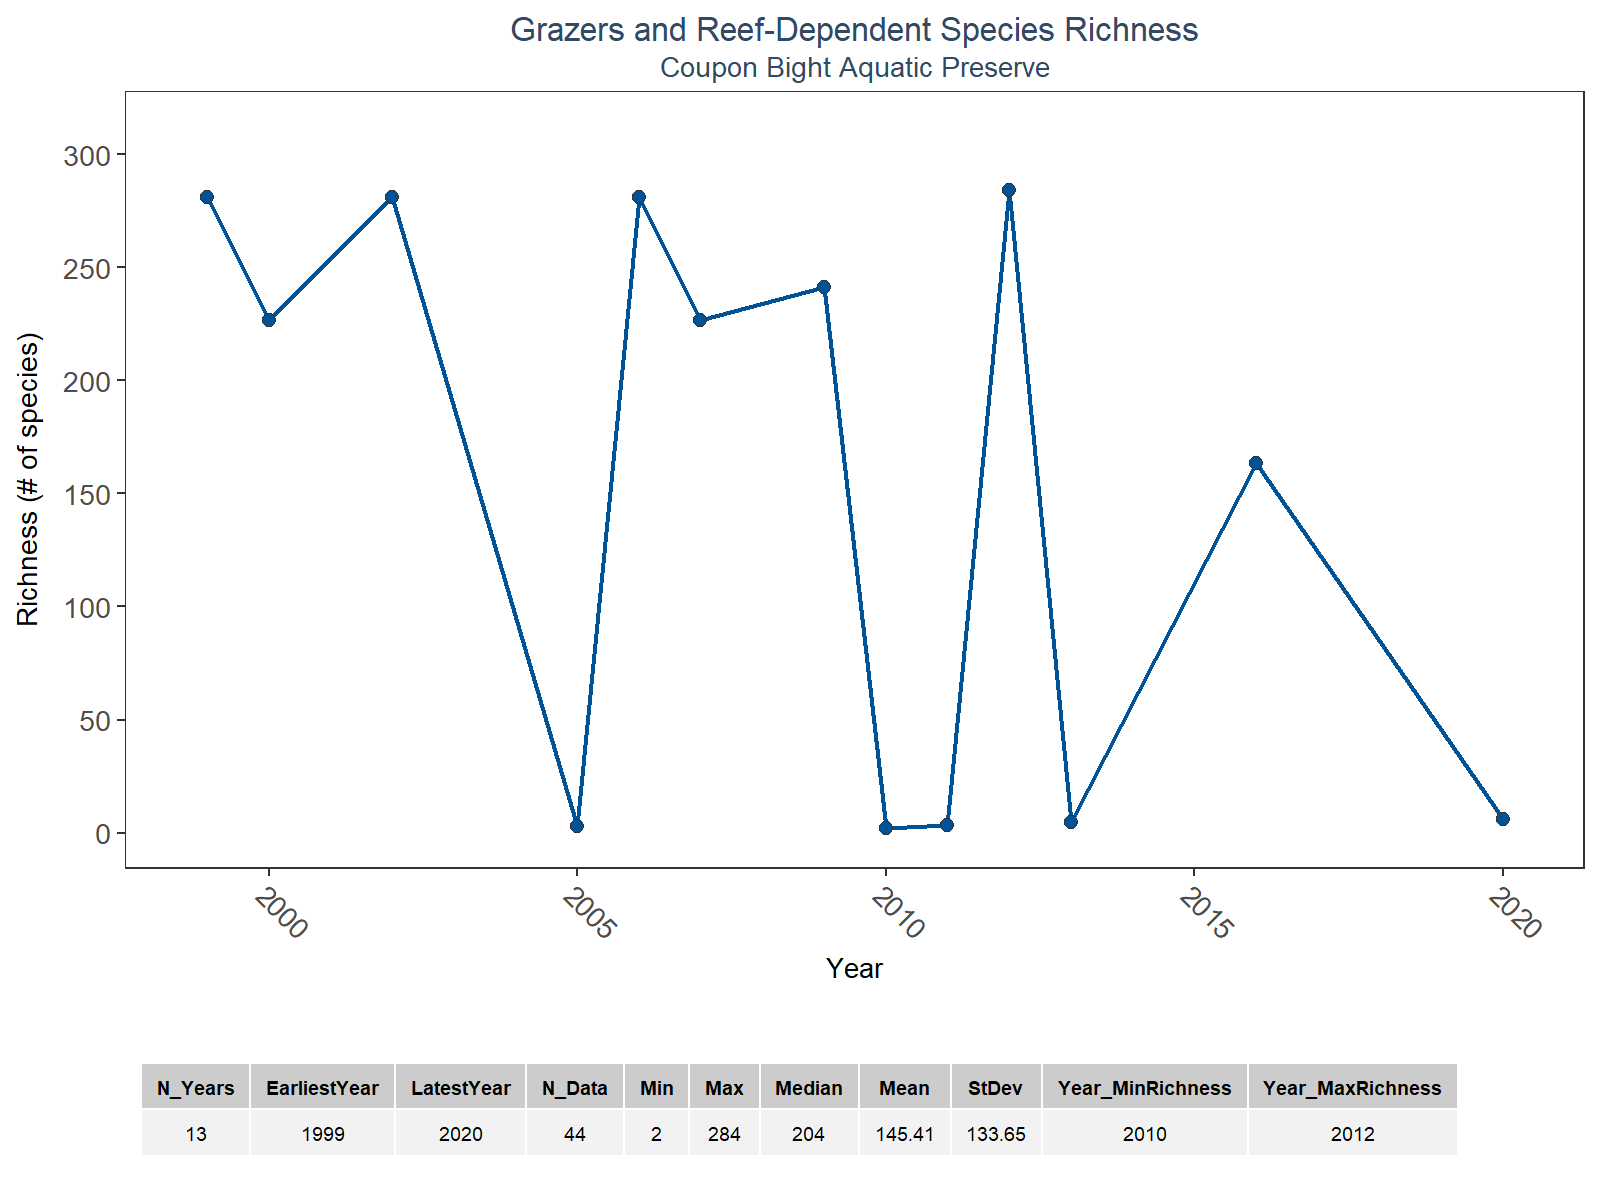 Grazers and Reef-Dependent Species Richness
Coupon Bight Aquatic Preserve
Richness (# of species)
300
250
200
150
100
50
0
2000 2005 2010 2015 2020
Year
N_Years EarliestYear LatestYear N_Data Min Max Median Mean StDev Year_MinRichness Year_MaxRichness
13 1999 2020 44 2 284 204 145.41 133.65 2010 2012